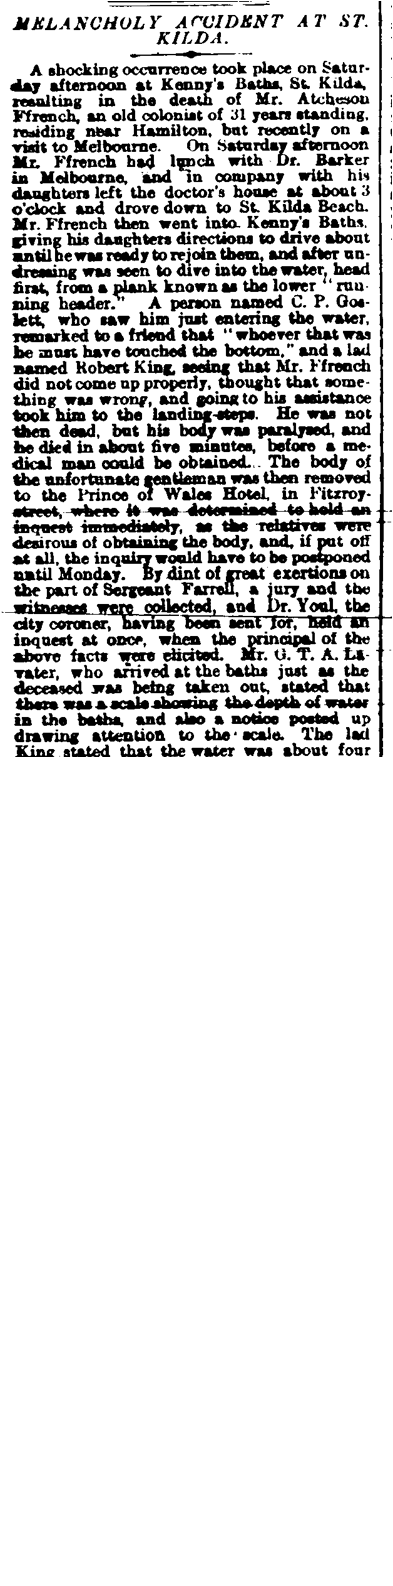 MELANCHOLY ACCIDENT AT ST.
KILDA.
A shocking occurrence took place on Satur-
day afternoon at Kenny's Baths, St. Kilda,
resulting in the death of Mr. Atcheson
Ffrench, an old colonist of 31 years standing,
residing near Hamilton, but recently on a
visit to Melbourne. On Saturday afternoon
Mr. Ffrench had lunch with Dr. Barker
in Melbourne, and in company with his
daughters left the doctor's house at about 3
o'clock and drove down to St. Kilda Beach.
Mr. Ffrench then went into Kenny's Baths,
giving his daughters directions to drive about
until he was ready to rejoin them, and after un-
dressing was seen to dive into the water, head
first, from a plank known as the lower "run-
ning header." A person named C. P. Gos-
lett, who saw him just entering the water,
remarked to a friend that "whoever that was
he must have touched the bottom," and a lad
named Robert King, seeing that Mr. Ffrench
did not come up properly, thought that some-
thing was wrong, and going to his assistance
took him to the landing-steps. He was not
then dead, but his body was paralysed, and
he died in about five minutes, before a me-
dical man could be obtained. The body of
the unfortunate gentleman was then removed
to the Prince of Wales Hotel, in Fitzroy-
street, where it was determined to hold an
inquest immediately, as the relatives were
desirous of obtaining the body, and, if put off
at all, the inquiry would have to be postponed
until Monday. By dint of great exertions on
the part of Sergeant Farrell, a jury and the
witnesses were collected, and Dr. Youl, the
city coroner, having been sent for, held an
inquest at once, when the principal of the
above facts were elicited. Mr. G. T. A. La-
vater, who arrived at the baths just as the
deceased was being taken out, stated that
there was a scale showing the depth of water
in the baths, and also a notice posted up
drawing attention to the scale. The lad
King stated that the water was about four